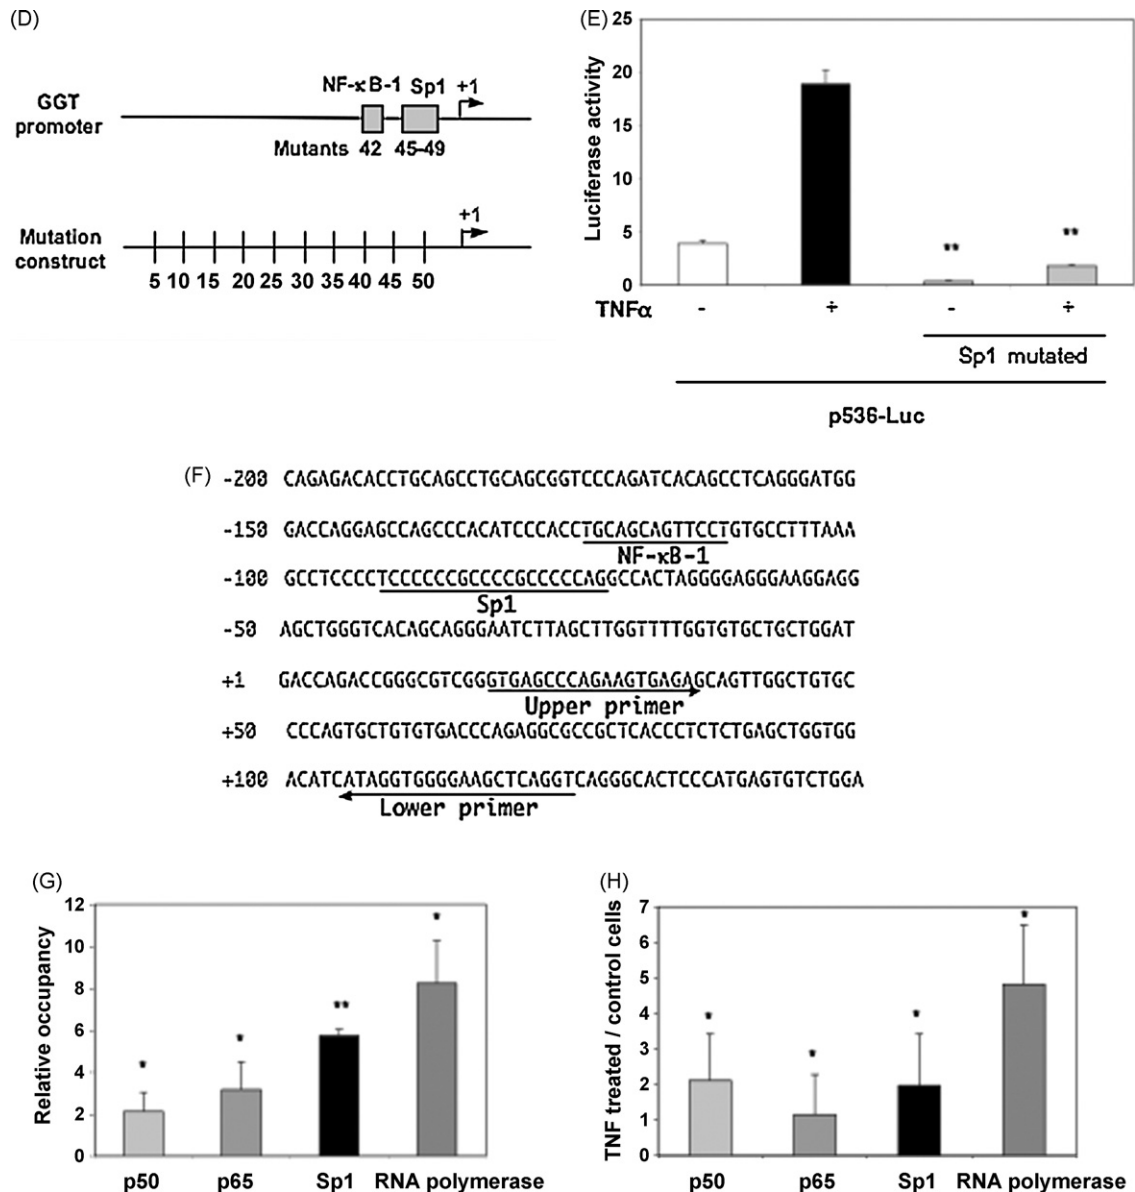 (D)
NF-κB-1 Sp1 +1
GGT
promoter
Mutants 42 45-49
+1
Mutation
construct
5 10 15 20 25 30 35 40 45 50
(E)
Luciferase activity
25
20
15
10
5
0
** **
TNFα - + - +
Sp1 mutated
p536-Luc
(F)
-200 CAGAGACACCTGCAGCCTGCAGCGGTCCCAGATCACAGCCTCAGGGATGG
-150 GACCAGGAGCCAGCCCACATCCCACCTGCAGCAGTTCCTGTGCCTTTAAA
NF-κB-1
-100 GCCTCCCCTCCCCCCGCCCCGCCCCCAGGCCACTAGGGGAGGGAAGGAGG
Sp1
-50 AGCTGGGTCACAGCAGGGAATCTTAGCTTGGTTTTGGTGTGCTGCTGGAT
+1 GACCAGACCGGGCGTCGGGTGAGCCCAGAAGTGAGAGCAGTTGGCTGTGC
Upper primer
+50 CCCAGTGCTGTGTGACCCAGAGGCGCCGCTCACCCTCTCTGAGCTGGTGG
+100 ACATCATAGGTGGGGAAGCTCAGGTCAGGGCACTCCCATGAGTGTCTGGA
Lower primer
(G)
Relative occupancy
12
10
8
6
4
2
0
* * ** *
p50 p65 Sp1 RNA polymerase
(H)
TNF treated / control cells
7
6
5
4
3
2
1
0
* * * *
p50 p65 Sp1 RNA polymerase